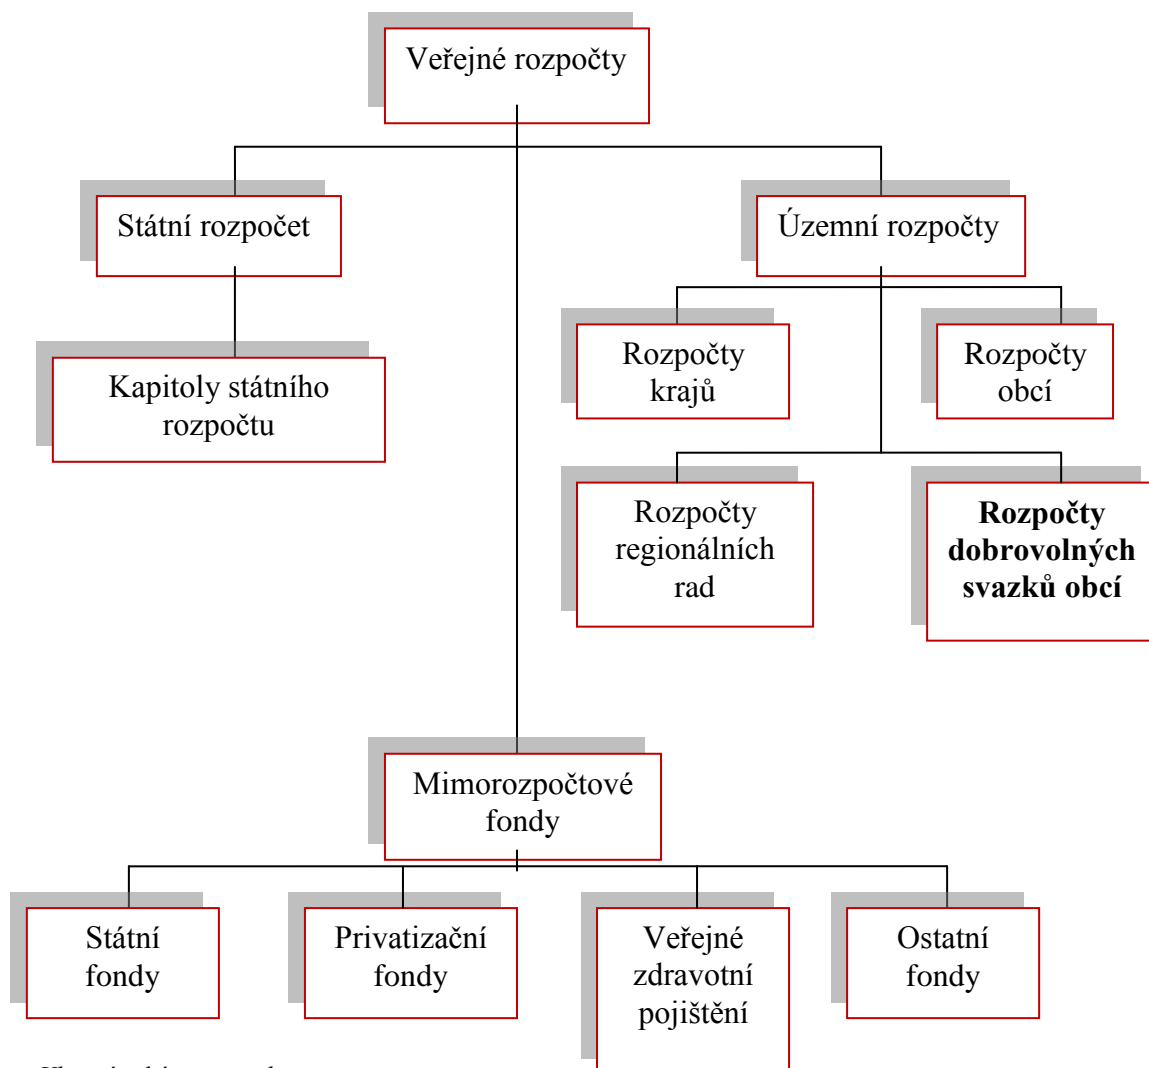 Veřejné rozpočty
Státní rozpočet
Územní rozpočty
Kapitoly státního
rozpočtu
Rozpočty
krajů
Rozpočty
obcí
Rozpočty
regionálních
rad
Rozpočty
dobrovolných
svazků obcí
Mimorozpočtové
fondy
Státní
fondy
Privatizační
fondy
Veřejné
zdravotní
pojištění
Ostatní
fondy